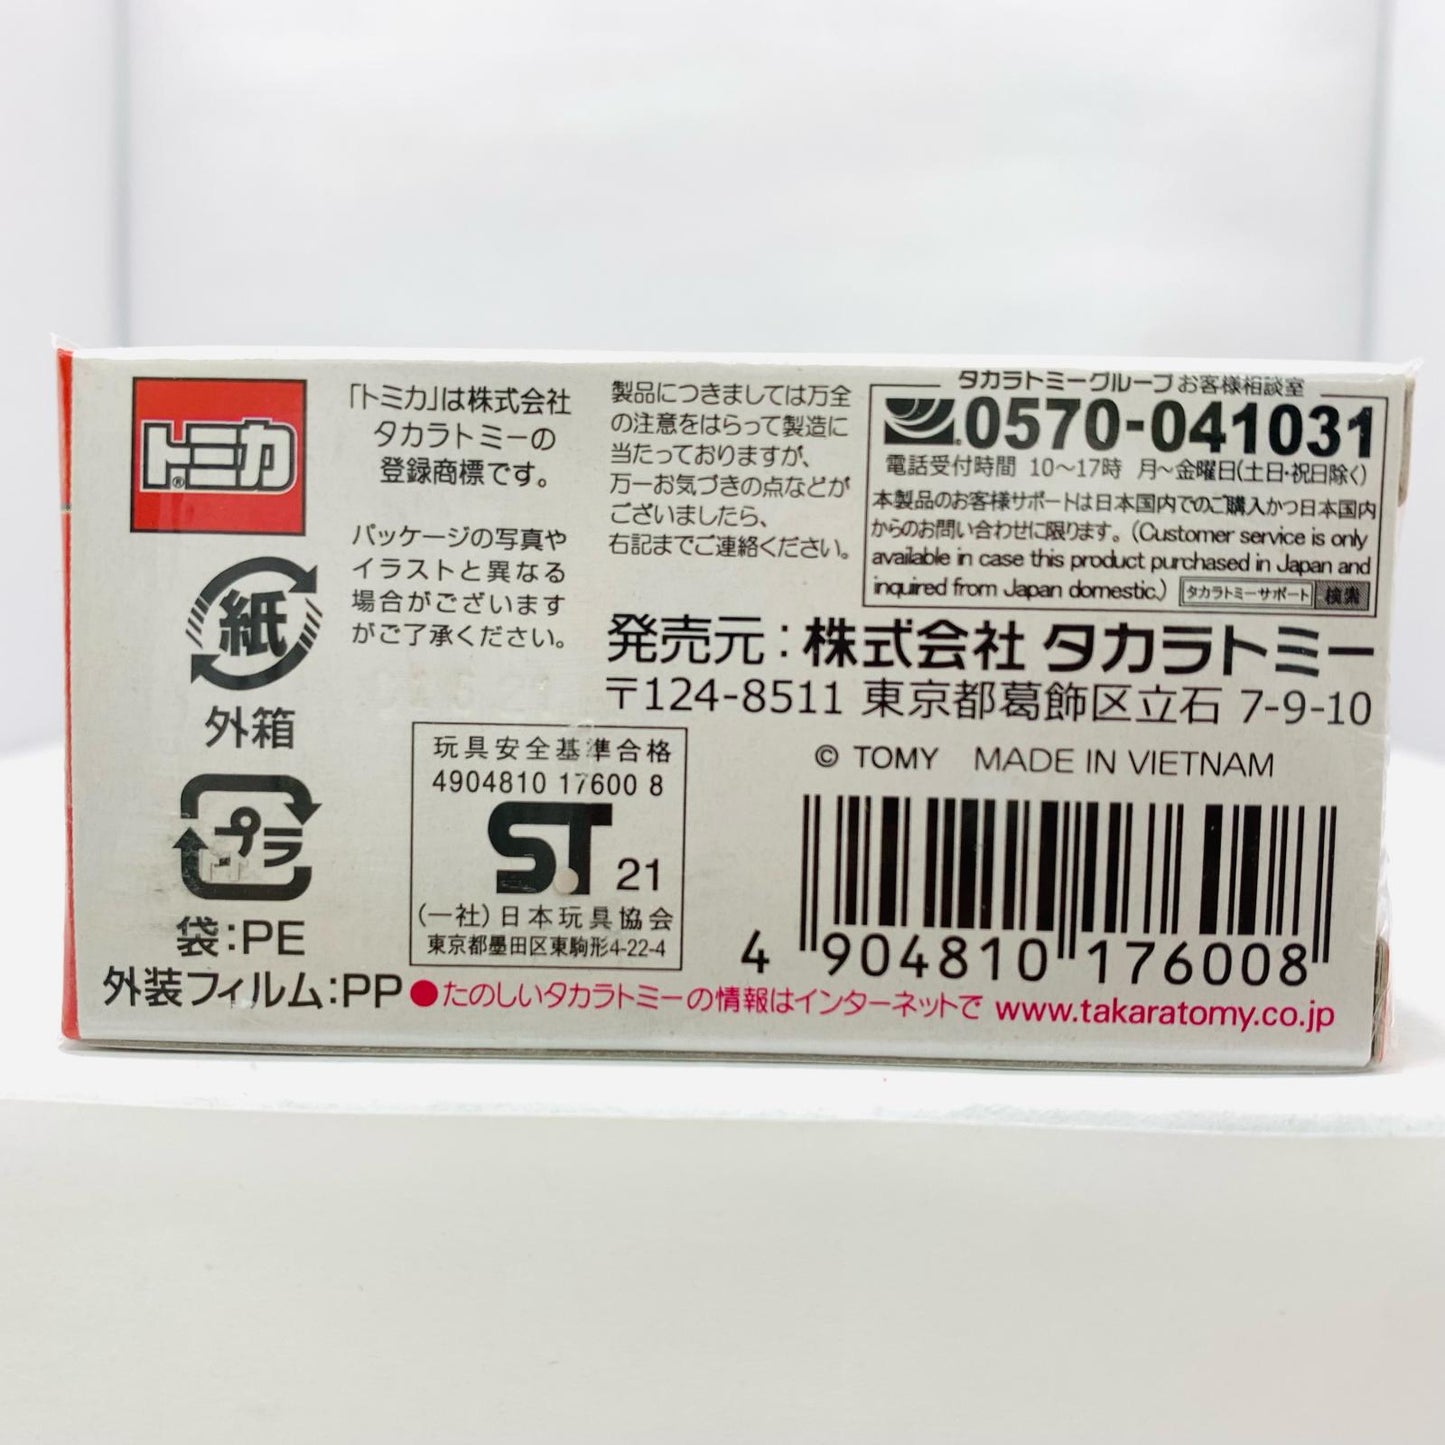 トミカ®
「トミカ」は株式会社
タカラトミーの
登録商標です。
パッケージの写真や
イラストと異なる
場合がございます
がご了承ください。
製品につきましては万全
の注意をはらって製造に
当たっておりますが、
万一お気づきの点などが
ございましたら、
右記までご連絡ください。
タカラトミーグループお客様相談室
0570-041031
電話受付時間 10～17時 月～金曜日(土日・祝日除く)
本製品のお客様サポートは日本国内でのご購入かつ日本国内
からのお問い合わせに限ります。(Customer service is only
available in case this product purchased in Japan and
inquired from Japan domestic.) タカラトミーサポート 検索
紙
外箱
プラ
袋:PE
外装フィルム:PP
発売元:株式会社 タカラトミー
〒124-8511 東京都葛飾区立石 7-9-10
© TOMY MADE IN VIETNAM
玩具安全基準合格
4904810 17600 8
ST 21
(一社)日本玩具協会
東京都墨田区東駒形4-22-4
4 904810 176008
●たのしいタカラトミーの情報はインターネットで www.takaratomy.co.jp